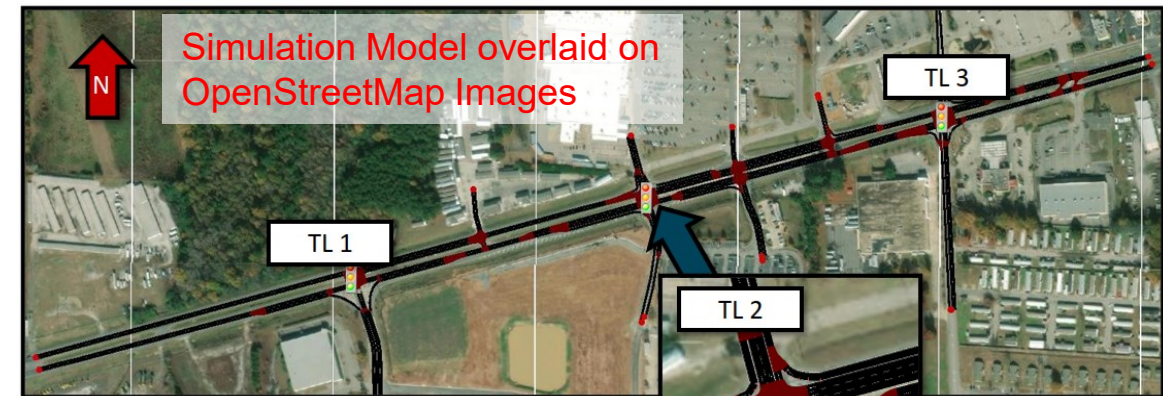 Simulation Model overlaid on
OpenStreetMap Images
N
TL 3
TL 1
TL 2